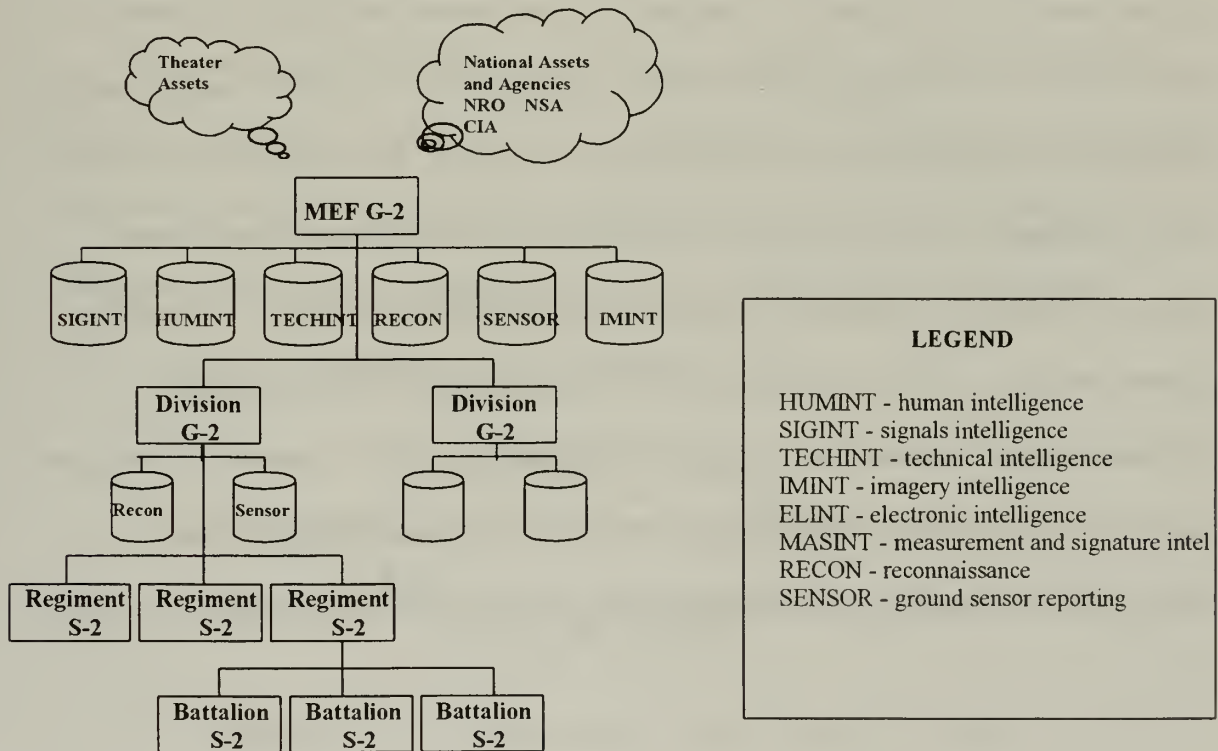 Theater
Assets
National Assets
and Agencies
NRO NSA
CIA
MEF G-2
SIGINT HUMINT TECHINT RECON SENSOR IMINT
Division
G-2
Division
G-2
Recon
Sensor
Regiment
S-2
Regiment
S-2
Regiment
S-2
Battalion
S-2
Battalion
S-2
Battalion
S-2
LEGEND
HUMINT - human intelligence
SIGINT - signals intelligence
TECHINT - technical intelligence
IMINT - imagery intelligence
ELINT - electronic intelligence
MASINT - measurement and signature intel
RECON - reconnaissance
SENSOR - ground sensor reporting